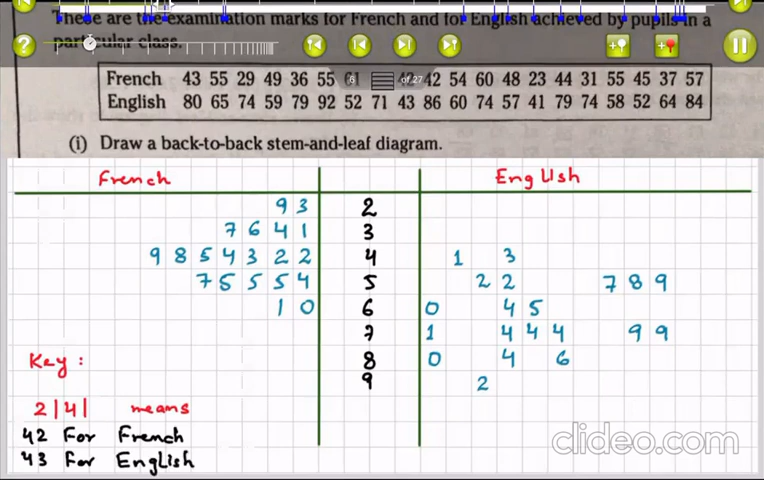 These are the examination marks for French and for English achieved by pupils in a
particular class.
French 43 55 29 49 36 55 42 54 60 48 23 44 31 55 45 37 57
English 80 65 74 59 79 92 52 71 43 86 60 74 57 41 79 74 58 52 64 84
of 27
(i) Draw a back-to-back stem-and-leaf diagram.
French English
9 3 2
7 6 4 1 3
9 8 5 4 3 2 2 4 1 3
7 5 5 5 4 5 2 2 7 8 9
1 0 6 0 4 5
7 1 4 4 4 9 9
8 0 4 6
9 2
Key :
2|4| means
42 For French
43 For English
clideo.com